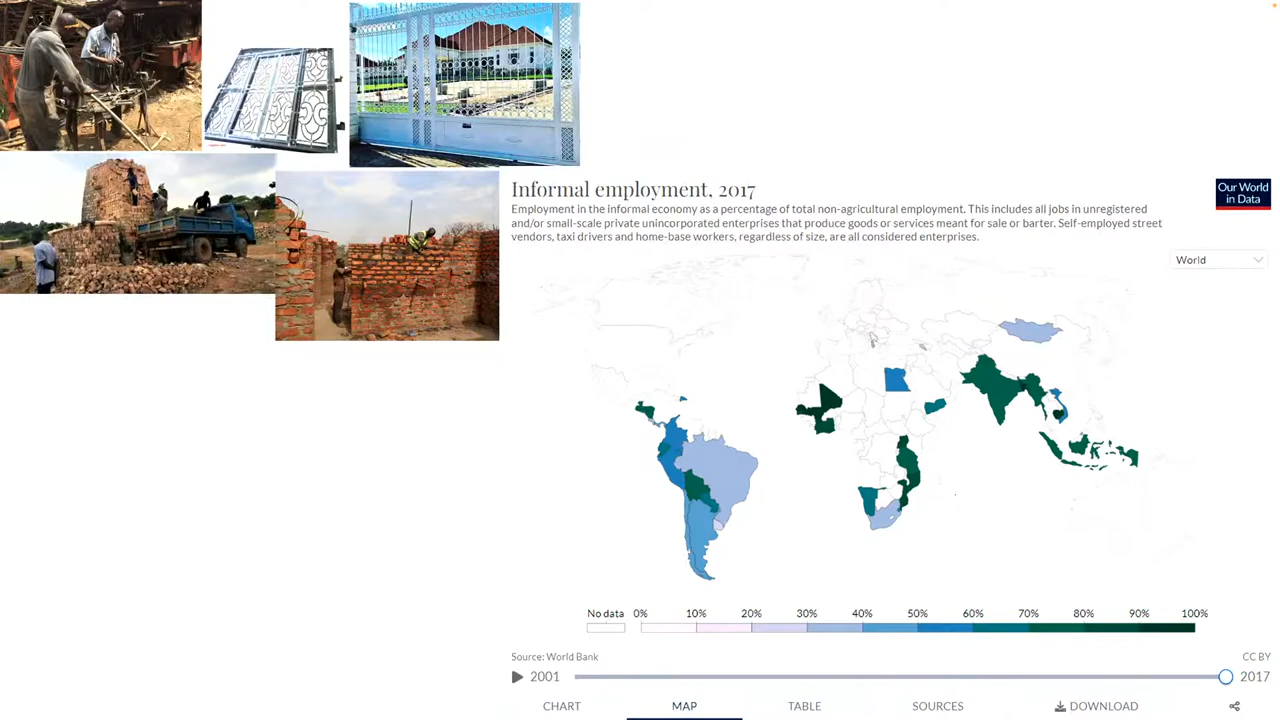 Informal employment, 2017
Our World
in Data
Employment in the informal economy as a percentage of total non-agricultural employment. This includes all jobs in unregistered
and/or small-scale private unincorporated enterprises that produce goods or services meant for sale or barter. Self-employed street
vendors, taxi drivers and home-base workers, regardless of size, are all considered enterprises.
World
No data 0% 10% 20% 30% 40% 50% 60% 70% 80% 90% 100%
Source: World Bank
CC BY
2001
2017
CHART MAP TABLE SOURCES DOWNLOAD